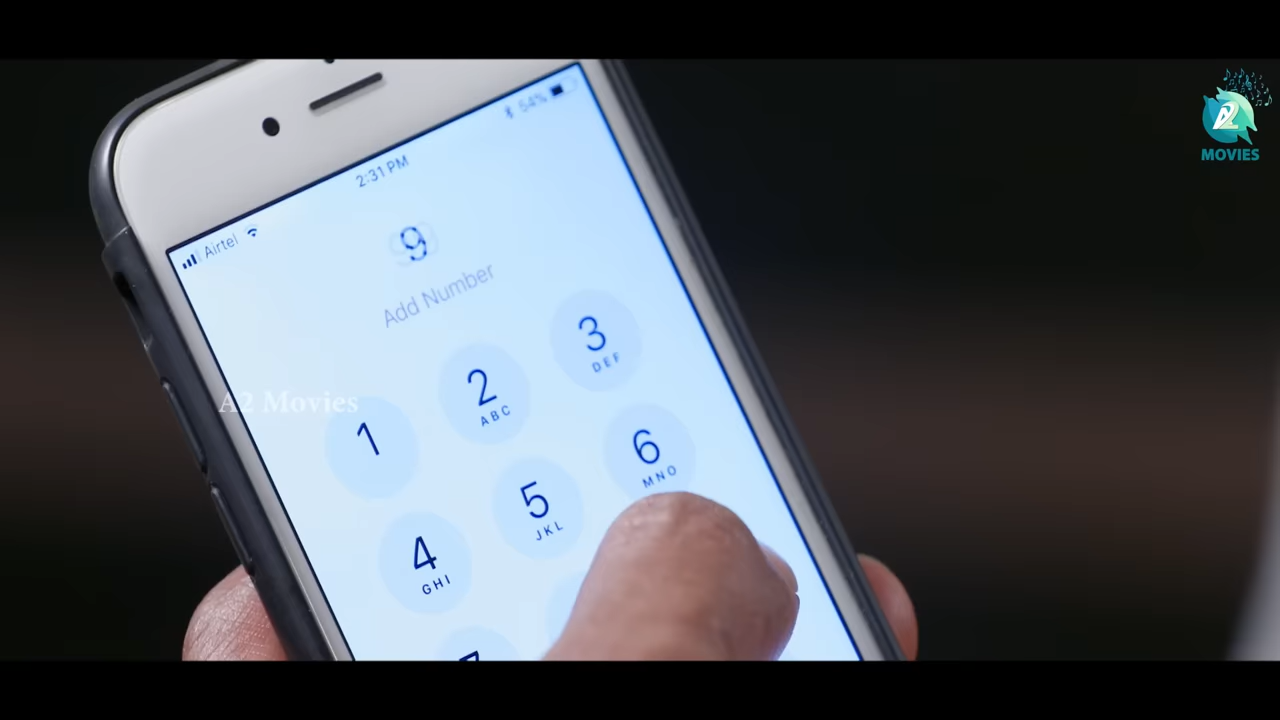 54%
2:31 PM
Airtel
9
Add Number
1
2
ABC
3
DEF
4
GHI
5
JKL
6
MNO
A2 Movies
A2
MOVIES